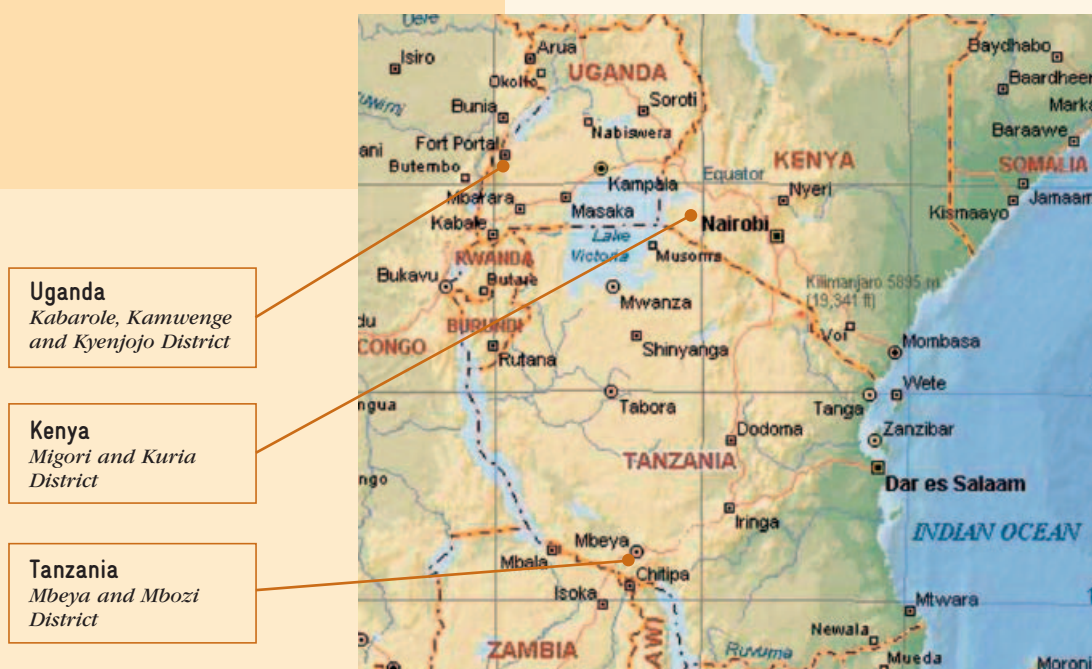 Uganda
Kabarole, Kamwenge
and Kyenjojo District
Kenya
Migori and Kuria
District
Tanzania
Mbeya and Mbozi
District
Uere
Isiro
Arua
UGANDA
Bunia
Soroti
Nabiswera
Fort Portal
Butembo
Kampala
Equator
KENYA
Mbarara
Masaka
Nyeri
Kabale
Nairobi
Lake
Victoria
Musoma
RWANDA
Bukavu
Butare
Mwanza
Kilimanjaro 5895 m
(19,341 ft)
BURUNDI
CONGO
Rutana
Shinyanga
Voi
Mombasa
Wete
Tabora
Tanga
Zanzibar
Dodoma
TANZANIA
Dar es Salaam
Iringa
INDIAN OCEAN
Mbeya
Mbala
Chitipa
Isoka
Mtwara
ZAMBIA
Newala
Ruvuma
Mueda
Baydhabo
Baardheer
Marka
Baraawe
SOMALIA
Jamaam
Kismaayo